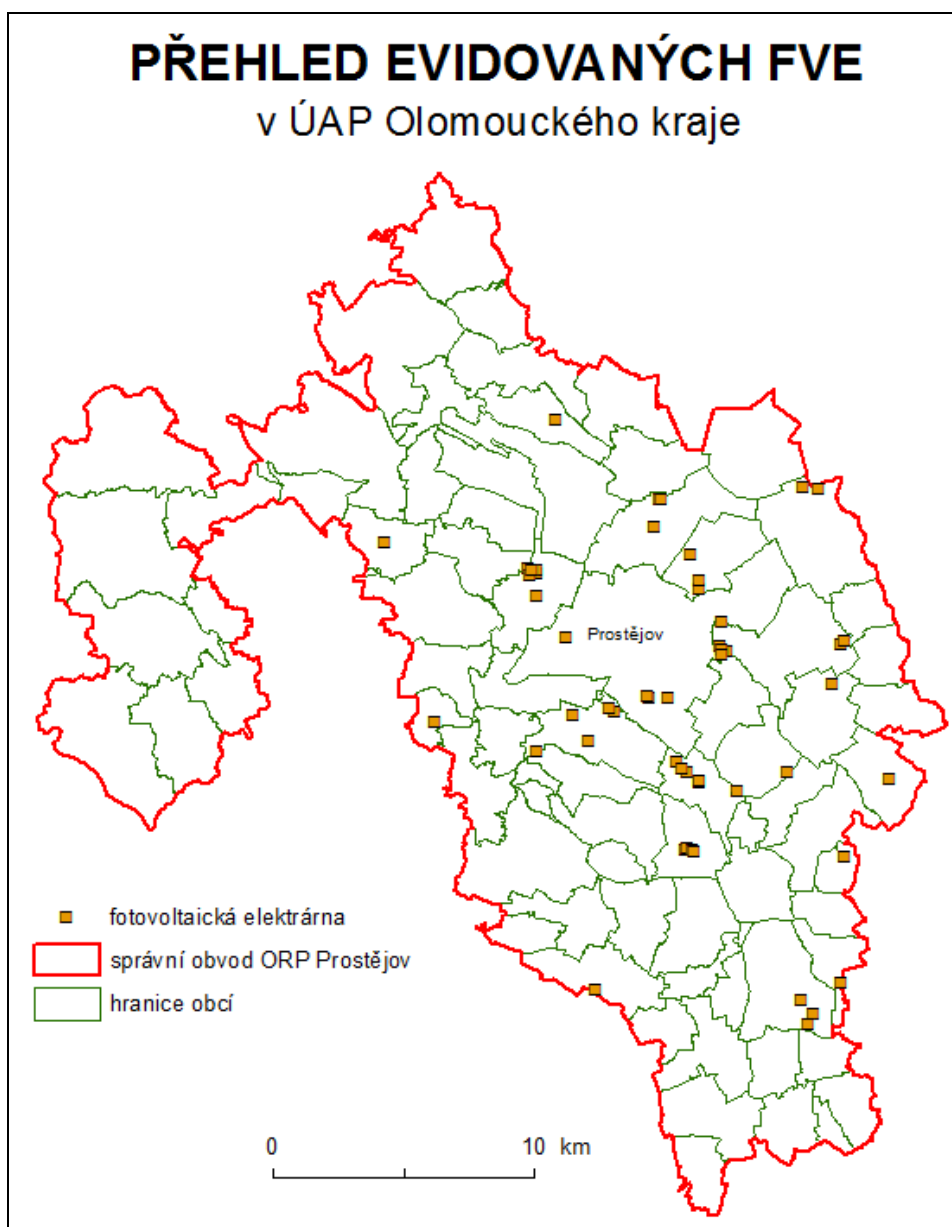 PŘEHLED EVIDOVANÝCH FVE
v ÚAP Olomouckého kraje
Prostějov
fotovoltaická elektrárna
správní obvod ORP Prostějov
hranice obcí
0 10 km